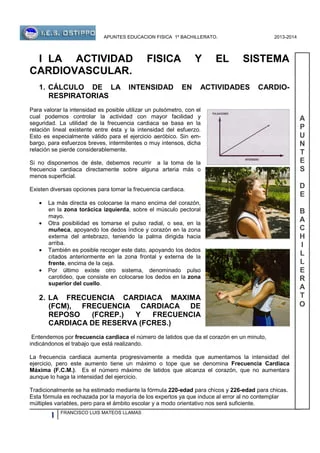 I.E.S. OSTIPPO
APUNTES EDUCACION FISICA 1º BACHILLERATO. 2013-2014
I LA ACTIVIDAD FISICA Y EL SISTEMA
CARDIOVASCULAR.
1. CÁLCULO DE LA INTENSIDAD EN ACTIVIDADES CARDIO-
RESPIRATORIAS
Para valorar la intensidad es posible utilizar un pulsómetro, con el
cual podemos controlar la actividad con mayor facilidad y
seguridad. La utilidad de la frecuencia cardiaca se basa en la
relación lineal existente entre ésta y la intensidad del esfuerzo.
Esto es especialmente válido para el ejercicio aeróbico. Sin em-
bargo, para esfuerzos breves, intermitentes o muy intensos, dicha
relación se pierde considerablemente.
Si no disponemos de éste, debemos recurrir a la toma de la
frecuencia cardiaca directamente sobre alguna arteria más o
menos superficial.
Existen diversas opciones para tomar la frecuencia cardiaca.
• La más directa es colocarse la mano encima del corazón,
en la zona torácica izquierda, sobre el músculo pectoral
mayo.
• Otra posibilidad es tomarse el pulso radial, o sea, en la
muñeca, apoyando los dedos índice y corazón en la zona
externa del antebrazo, teniendo la palma dirigida hacia
arriba.
• También es posible recoger este dato, apoyando los dedos
citados anteriormente en la zona frontal y externa de la
frente, encima de la ceja.
• Por último existe otro sistema, denominado pulso
carotídeo, que consiste en colocarse los dedos en la zona
superior del cuello.
2. LA FRECUENCIA CARDIACA MAXIMA
(FCM), FRECUENCIA CARDIACA DE
REPOSO (FCREP.) Y FRECUENCIA
CARDIACA DE RESERVA (FCRES.)
Entendemos por frecuencia cardiaca el número de latidos que da el corazón en un minuto,
indicándonos el trabajo que está realizando.
La frecuencia cardiaca aumenta progresivamente a medida que aumentamos la intensidad del
ejercicio, pero este aumento tiene un máximo o tope que se denomina Frecuencia Cardiaca
Máxima (F.C.M.). Es el número máximo de latidos que alcanza el corazón, que no aumentara
aunque lo haga la intensidad del ejercicio.
Tradicionalmente se ha estimado mediante la fórmula 220-edad para chicos y 226-edad para chicas.
Esta fórmula es rechazada por la mayoría de los expertos ya que induce al error al no contemplar
múltiples variables, pero para el ámbito escolar y a modo orientativo nos será suficiente.
1 FRANCISCO LUIS MATEOS LLAMAS
PULSACIONES
INTENSIDAD
A
P
U
N
T
E
S
D
E
B
A
C
H
I
L
L
E
R
A
T
O